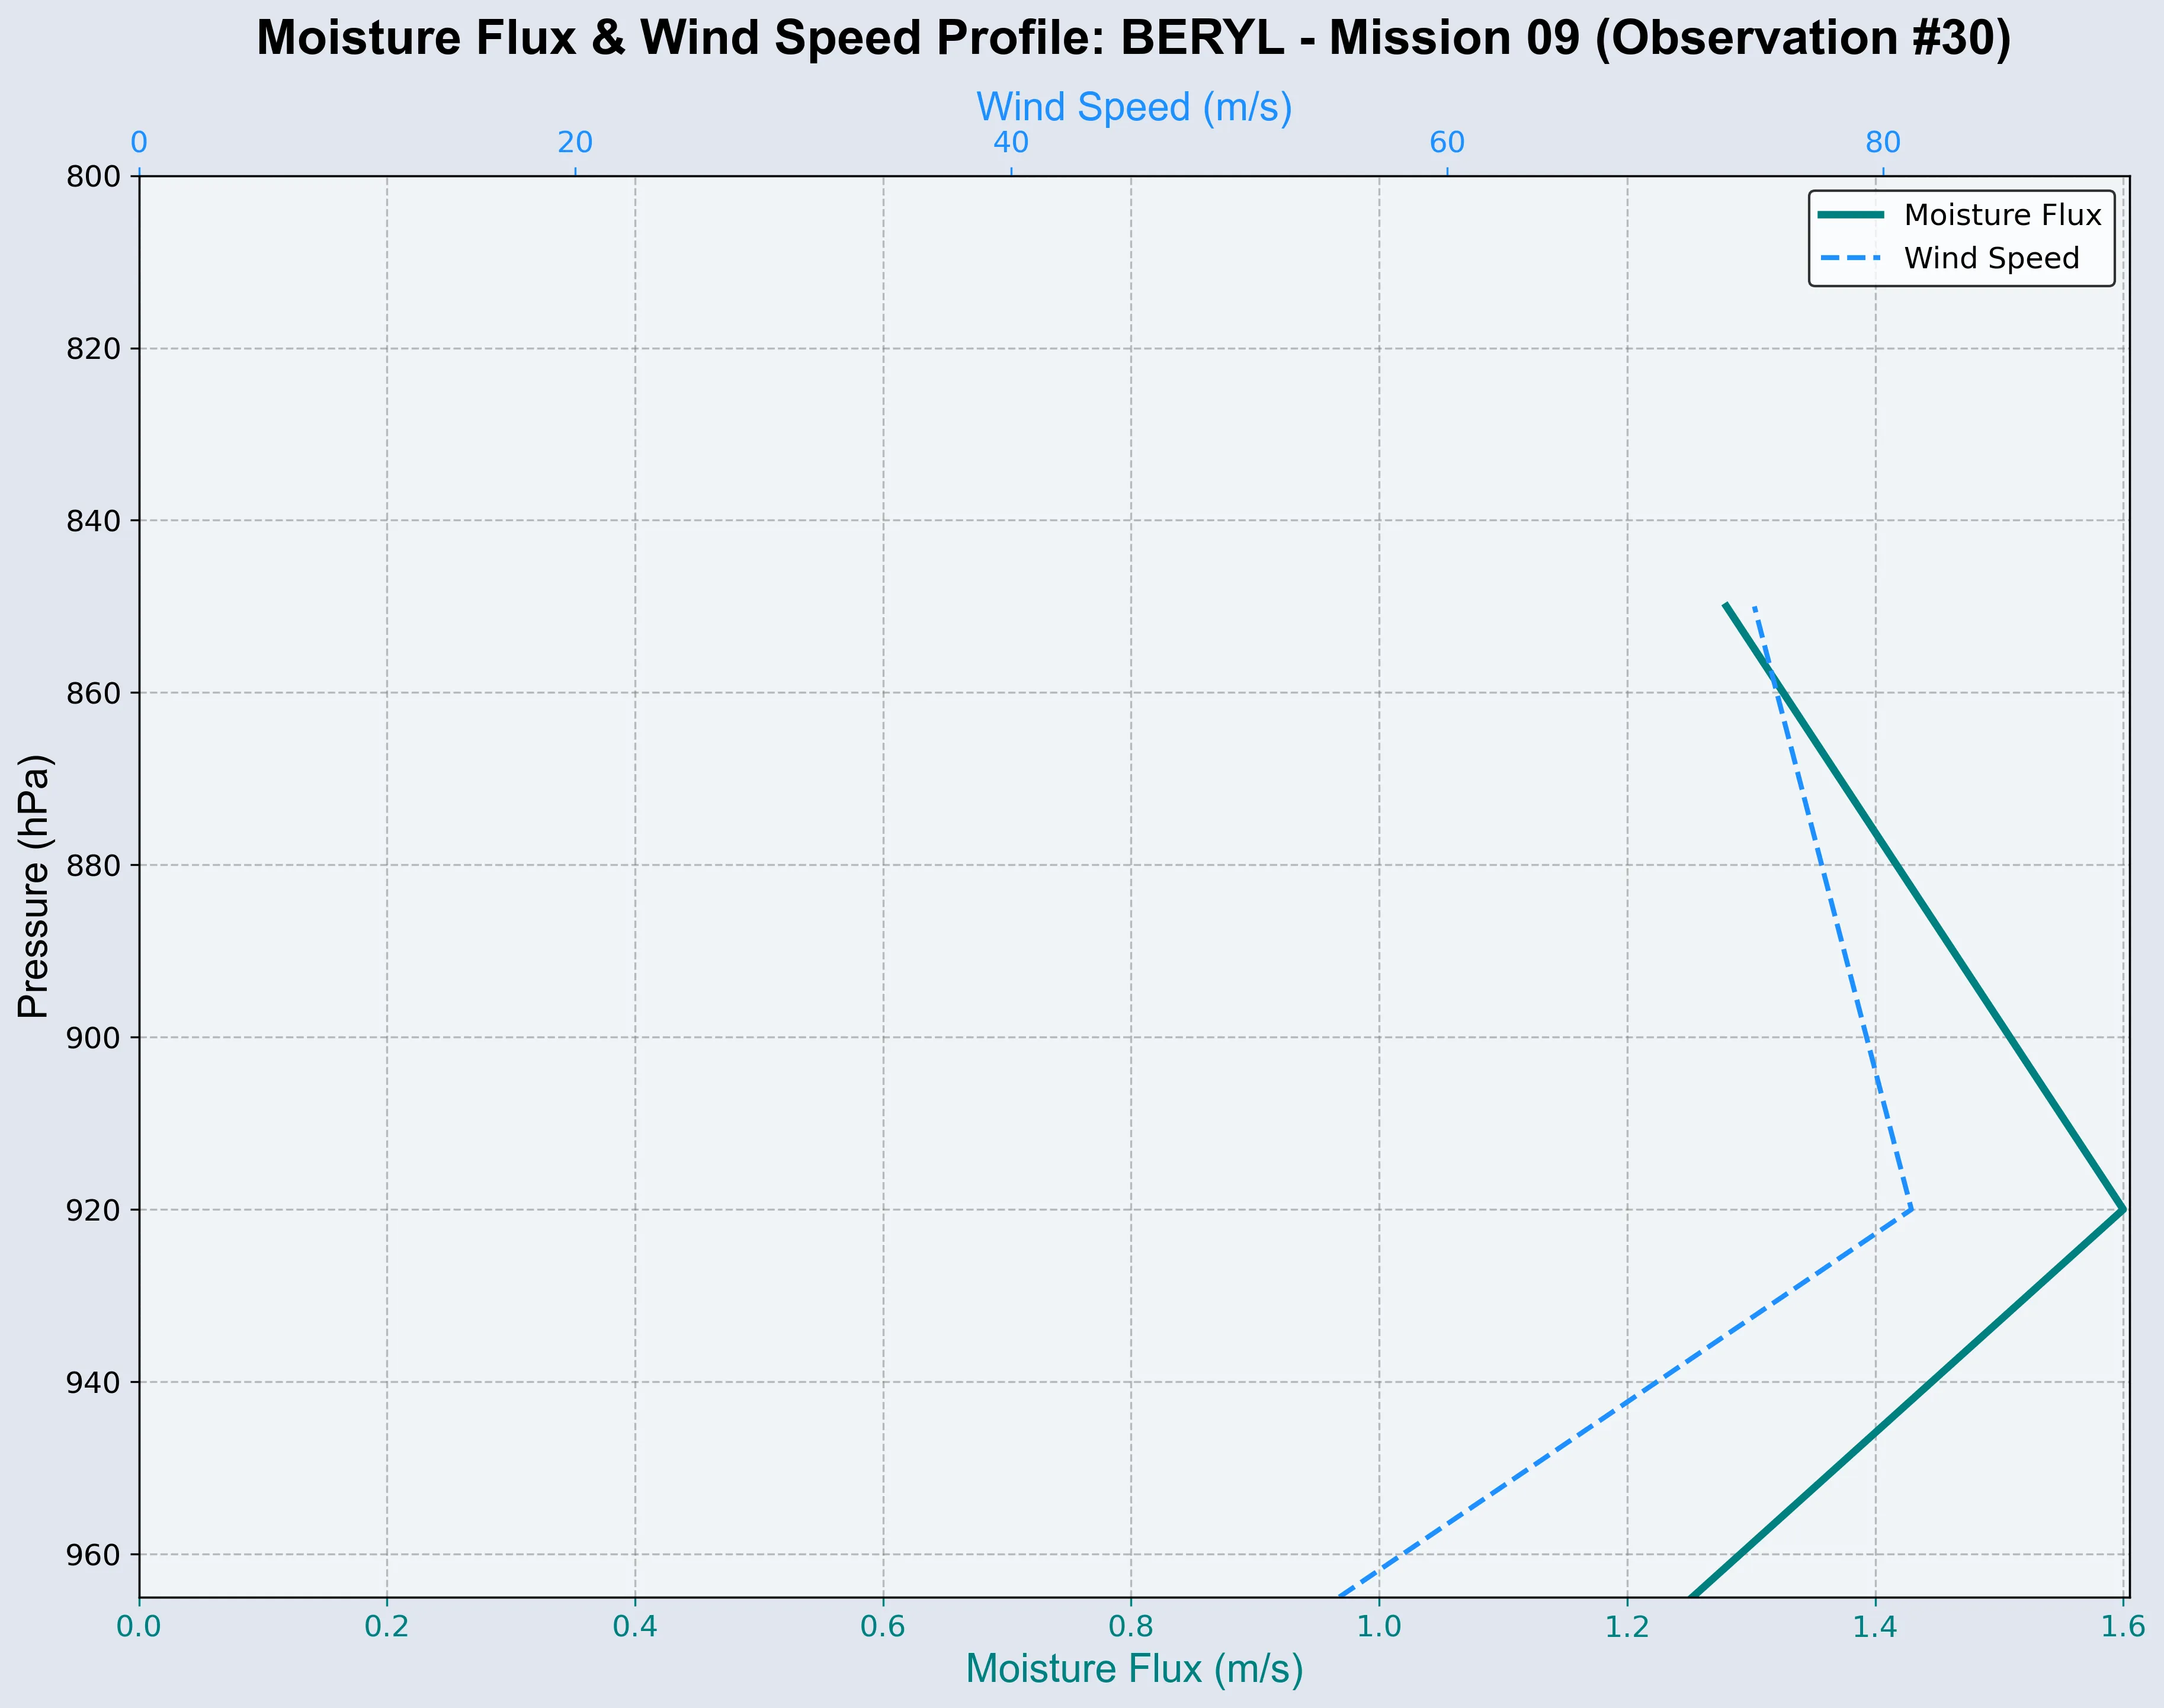 Moisture Flux & Wind Speed Profile: BERYL - Mission 09 (Observation #30)
Wind Speed (m/s)
0 20 40 60 80
Moisture Flux
Wind Speed
800
820
840
860
880
900
920
940
960
Pressure (hPa)
0.0 0.2 0.4 0.6 0.8 1.0 1.2 1.4 1.6
Moisture Flux (m/s)